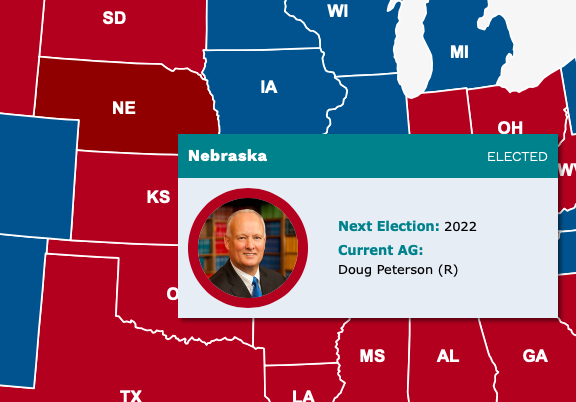 SD
WI
MI
NE
IA
OH
Nebraska
ELECTED
WV
KS
Next Election: 2022
Current AG:
Doug Peterson (R)
MS
AL
GA
TX
LA